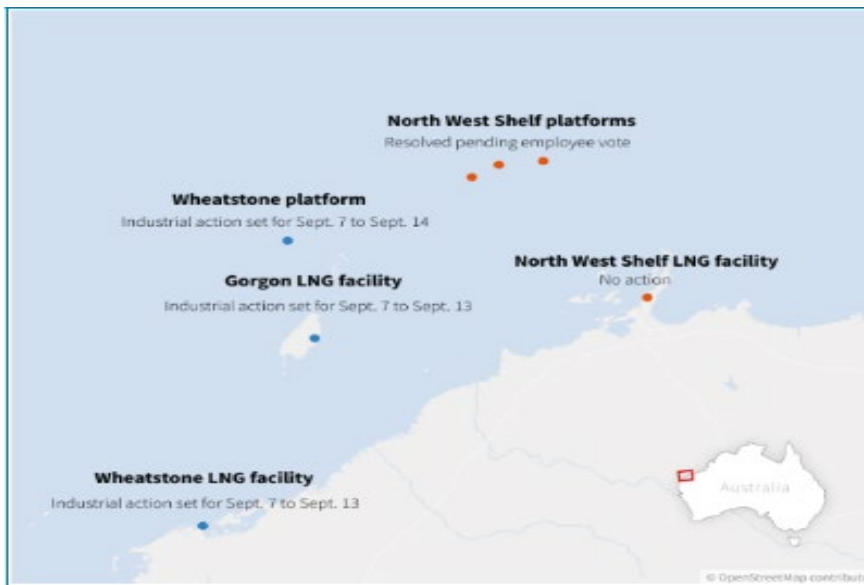 North West Shelf platforms
Resolved pending employee vote
Wheatstone platform
Industrial action set for Sept. 7 to Sept. 14
Gorgon LNG facility
Industrial action set for Sept. 7 to Sept. 13
North West Shelf LNG facility
No action
Wheatstone LNG facility
Industrial action set for Sept. 7 to Sept. 13
Australia
© OpenStreetMap contribut